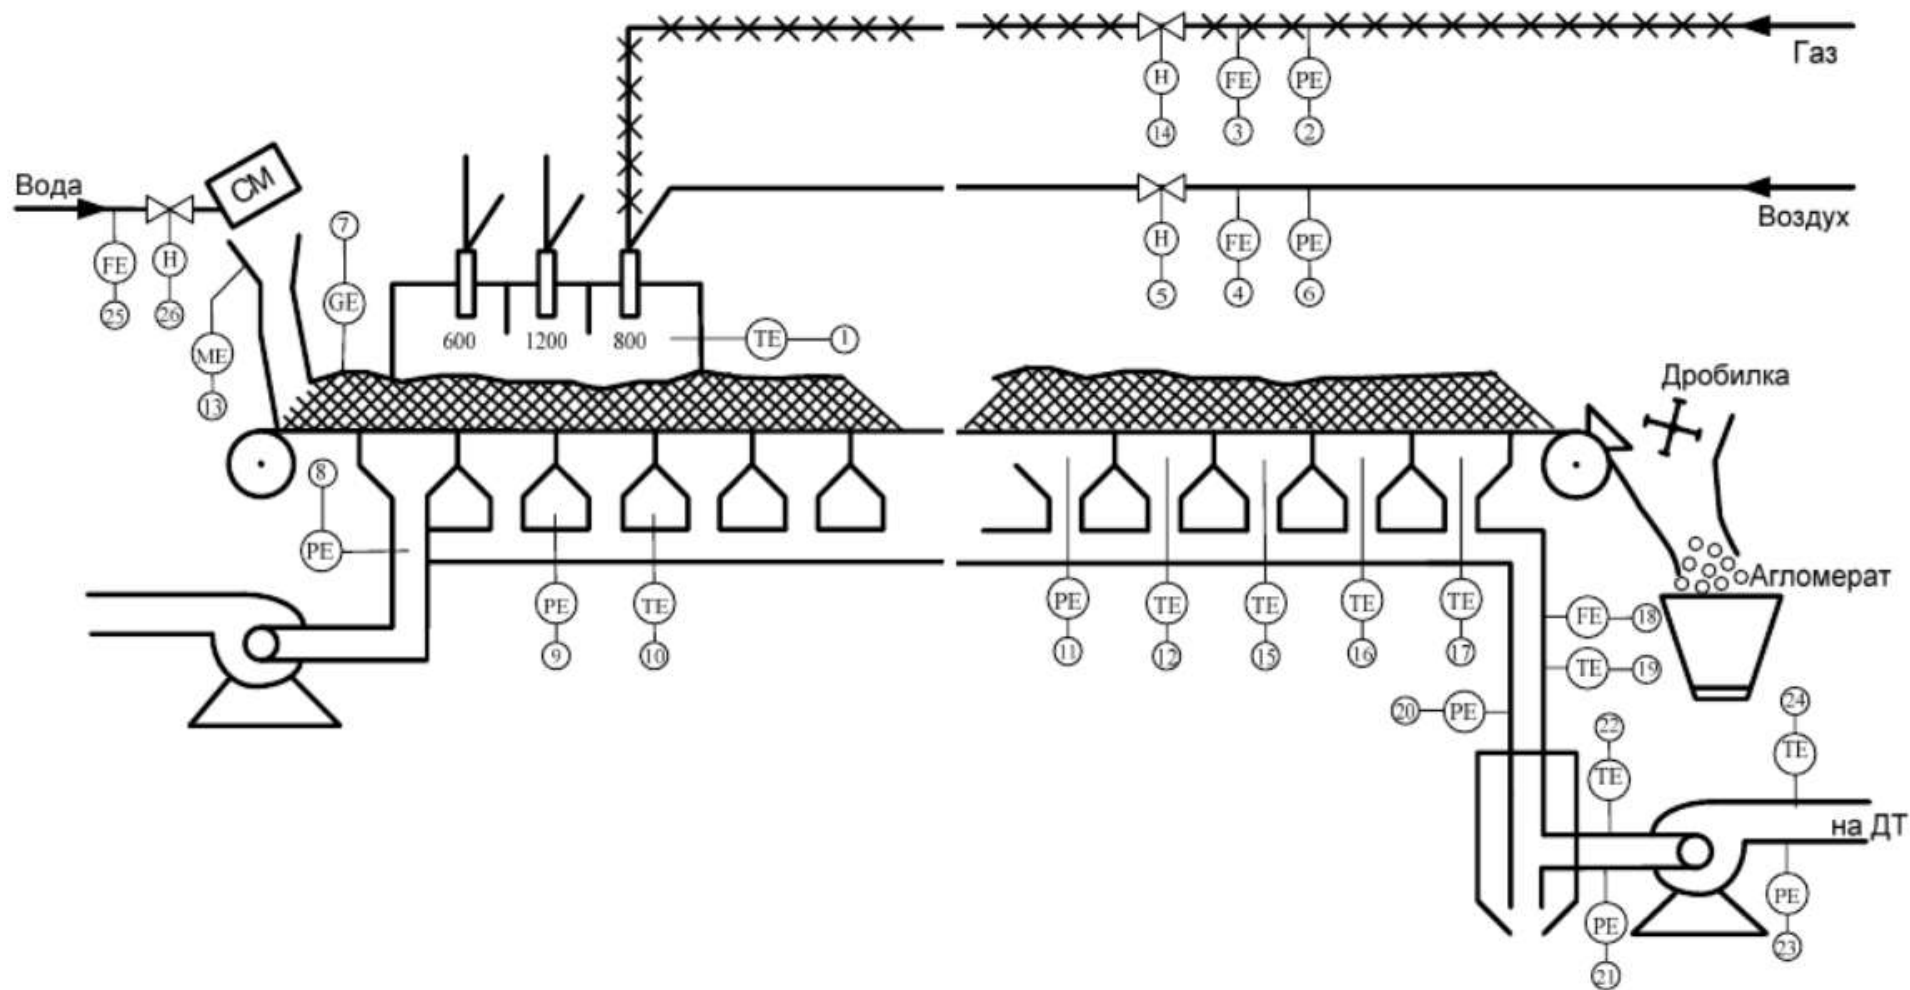 Газ
H
FE
PE
14
3
2
Вода
СМ
Воздух
FE
H
25
26
7
GE
H
FE
PE
5
4
6
ME
13
600
1200
800
TE
1
Дробилка
8
PE
PE
TE
9
10
PE
TE
TE
TE
TE
11
12
15
16
17
Агломерат
FE
18
TE
19
20
PE
22
TE
24
TE
на ДТ
PE
21
PE
23